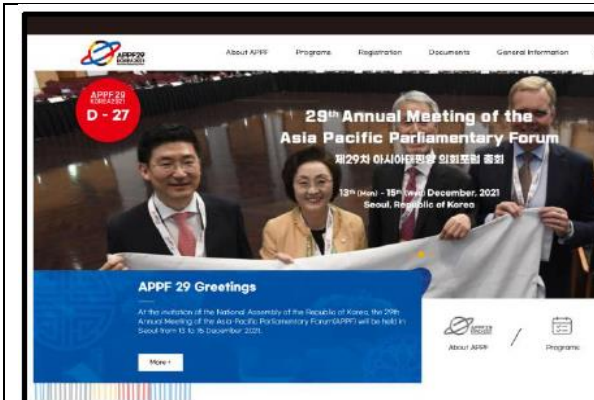 APPF29
KOREA2021
About APPF
Programs
Registration
Documents
General Information
APPF 29
KOREA2021
D - 27
29th Annual Meeting of the
Asia Pacific Parliamentary Forum
제29차 아시아태평양 의회포럼 총회
13th (Mon) - 15th (Wed) December, 2021
Seoul, Republic of Korea
APPF 29 Greetings
At the invitation of the National Assembly of the Republic of Korea, the 29th
Annual Meeting of the Asia-Pacific Parliamentary Forum(APPF) will be held in
Seoul from 13 to 15 December 2021.
More +
APPF29
About APPF
Programs